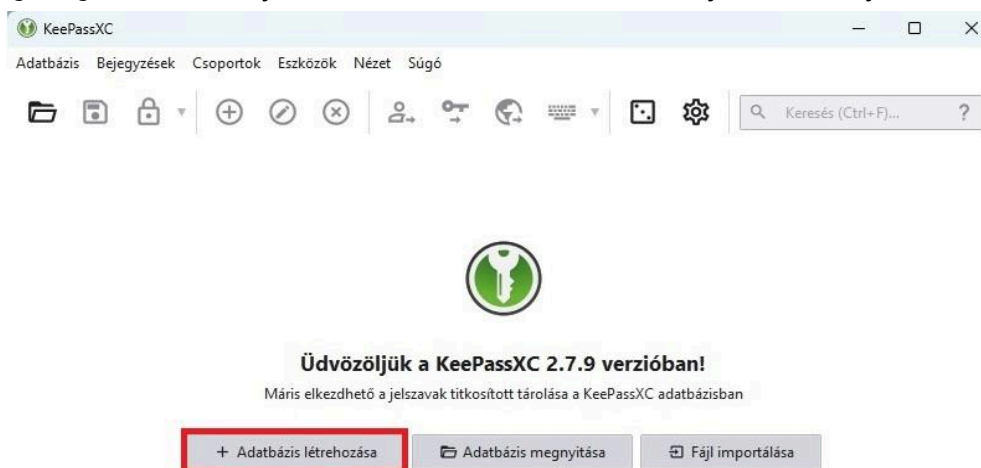 KeePassXC
Adatbázis Bejegyzések Csoportok Eszközök Nézet Súgó
Keresés (Ctrl+F)... ?
Üdvözöljük a KeePassXC 2.7.9 verzióban!
Máris elkezdhető a jelszavak titkosított tárolása a KeePassXC adatbázisban
+ Adatbázis létrehozása Adatbázis megnyitása Fájl importálása